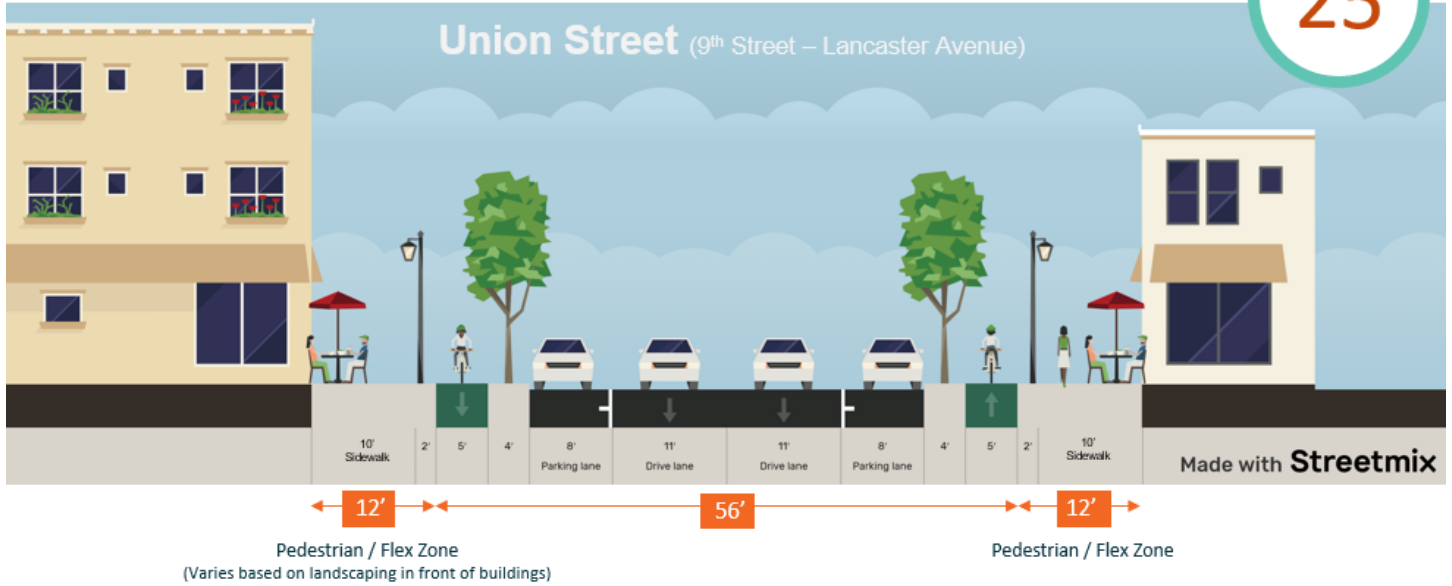 25
Union Street (9th Street – Lancaster Avenue)
10'
Sidewalk
2'
5'
4'
8'
Parking lane
11'
Drive lane
11'
Drive lane
8'
Parking lane
4'
5'
2'
10'
Sidewalk
Made with Streetmix
12’
56’
12’
Pedestrian / Flex Zone
(Varies based on landscaping in front of buildings)
Pedestrian / Flex Zone